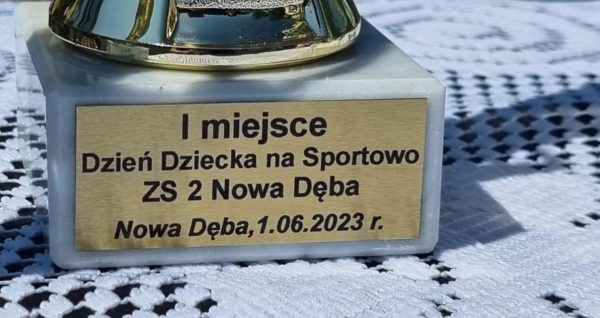 I miejsce
Dzień Dziecka na Sportowo
ZS 2 Nowa Dęba
Nowa Dęba,1.06.2023 r.